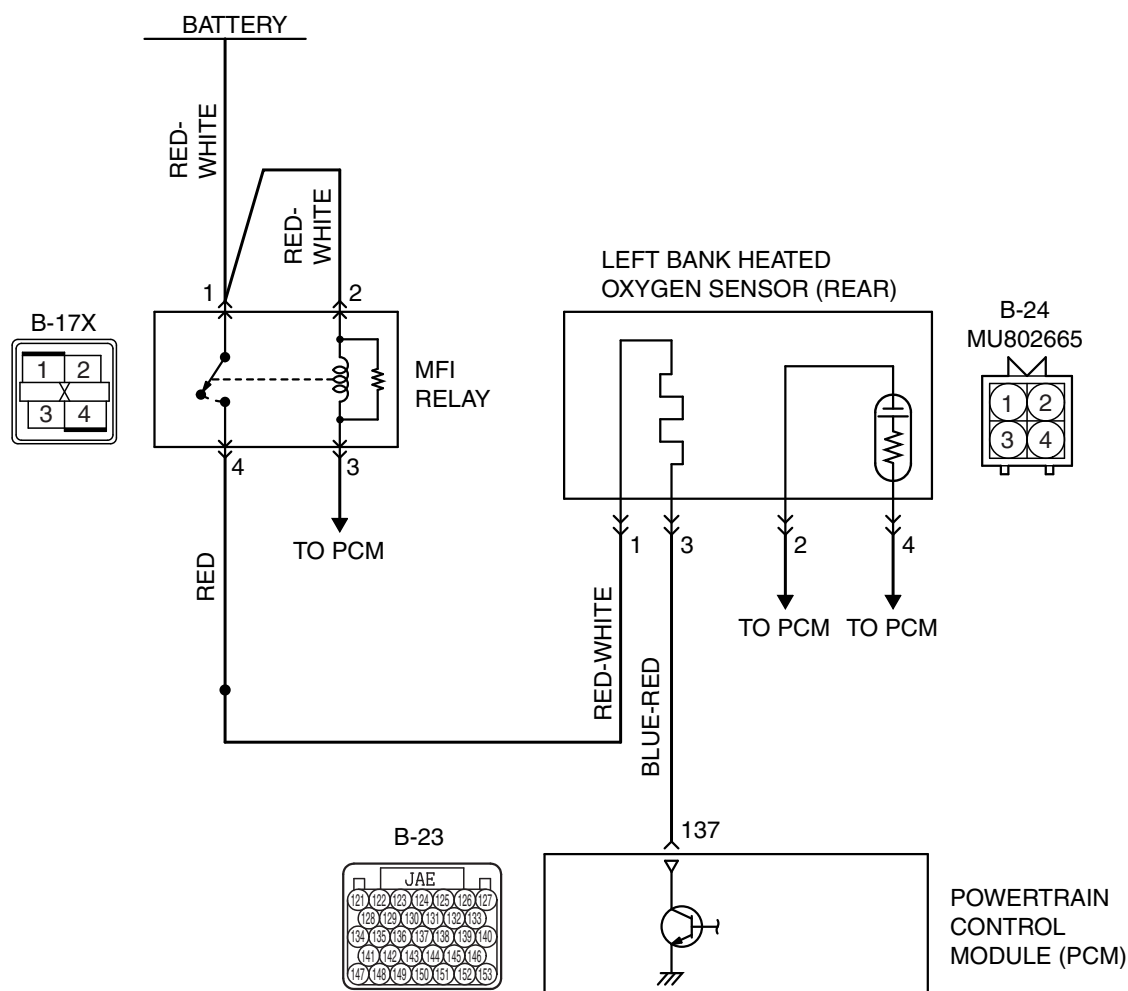 BATTERY
RED-
WHITE
RED-
WHITE
1
2
B-17X
1 2
3 4
MFI
RELAY
4
3
TO PCM
RED
LEFT BANK HEATED
OXYGEN SENSOR (REAR)
B-24
MU802665
1 2
3 4
1
3
2
4
TO PCM
TO PCM
RED-WHITE
BLUE-RED
137
B-23
JAE
121 122 123 124 125 126 127
128 129 130 131 132 133
134 135 136 137 138 139 140
141 142 143 144 145 146
147 148 149 150 151 152 153
POWERTRAIN
CONTROL
MODULE (PCM)